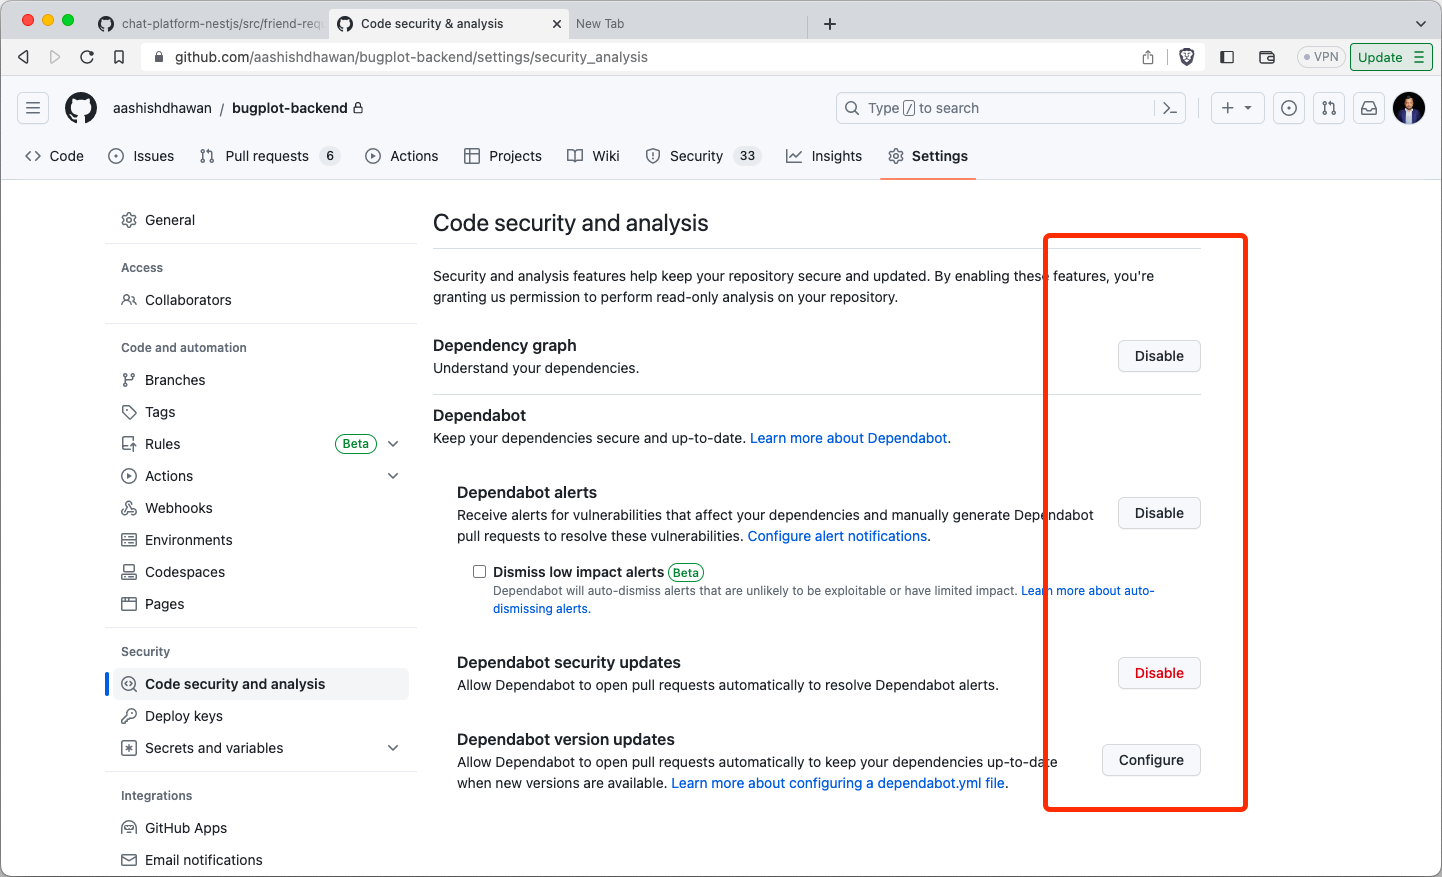 chat-platform-nestjs/src/friend-requ
Code security & analysis
New Tab
github.com/aashishdhawan/bugplot-backend/settings/security_analysis
VPN
Update
aashishdhawan / bugplot-backend
Type / to search
Code
Issues
Pull requests 6
Actions
Projects
Wiki
Security 33
Insights
Settings
General
Access
Collaborators
Code and automation
Branches
Tags
Rules Beta
Actions
Webhooks
Environments
Codespaces
Pages
Security
Code security and analysis
Deploy keys
Secrets and variables
Integrations
GitHub Apps
Email notifications
Code security and analysis
Security and analysis features help keep your repository secure and updated. By enabling these features, you're
granting us permission to perform read-only analysis on your repository.
Dependency graph
Understand your dependencies.
Disable
Dependabot
Keep your dependencies secure and up-to-date. Learn more about Dependabot.
Dependabot alerts
Receive alerts for vulnerabilities that affect your dependencies and manually generate Dependabot
pull requests to resolve these vulnerabilities. Configure alert notifications.
Disable
Dismiss low impact alerts Beta
Dependabot will auto-dismiss alerts that are unlikely to be exploitable or have limited impact. Learn more about auto-
dismissing alerts.
Dependabot security updates
Allow Dependabot to open pull requests automatically to resolve Dependabot alerts.
Disable
Dependabot version updates
Allow Dependabot to open pull requests automatically to keep your dependencies up-to-date
when new versions are available. Learn more about configuring a dependabot.yml file.
Configure